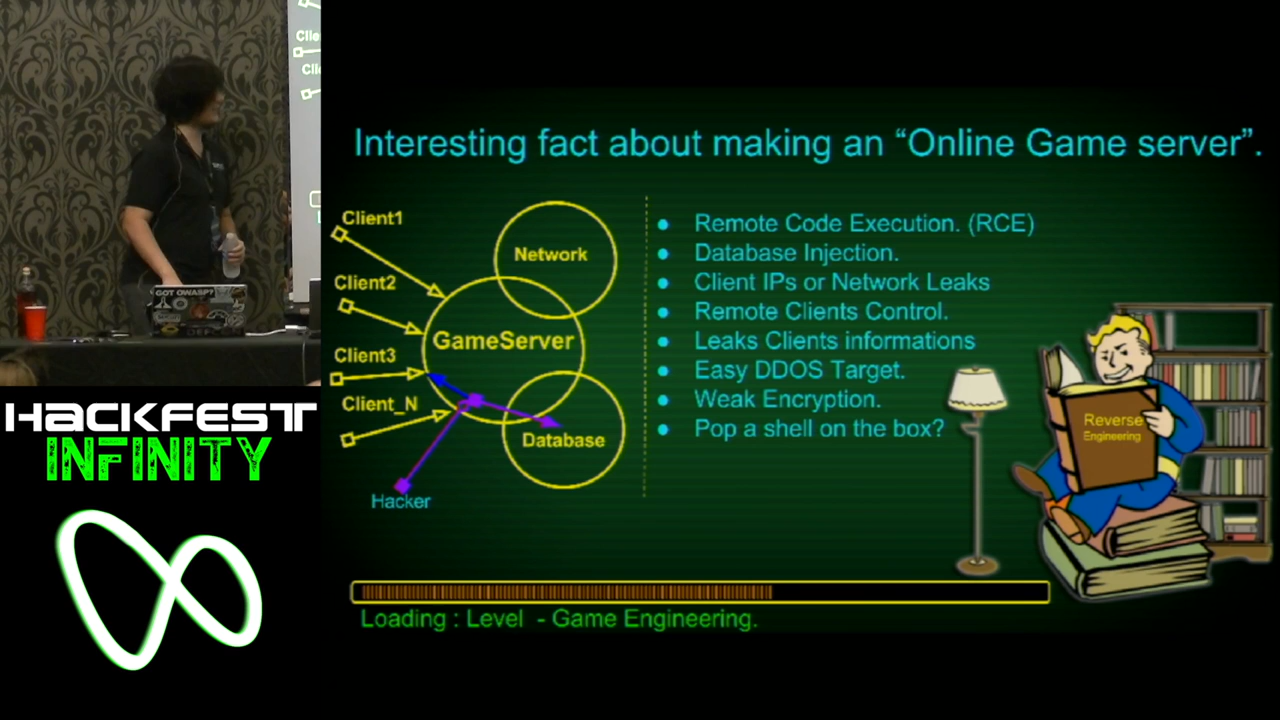 Clie
Cli
GOT OWASP?
HACKFEST
INFINITY
Interesting fact about making an “Online Game server”.
Client1
Client2
Client3
Client_N
Network
GameServer
Database
Hacker
• Remote Code Execution. (RCE)
• Database Injection.
• Client IPs or Network Leaks
• Remote Clients Control.
• Leaks Clients informations
• Easy DDOS Target.
• Weak Encryption.
• Pop a shell on the box?
Reverse
Engineering
Loading : Level - Game Engineering.